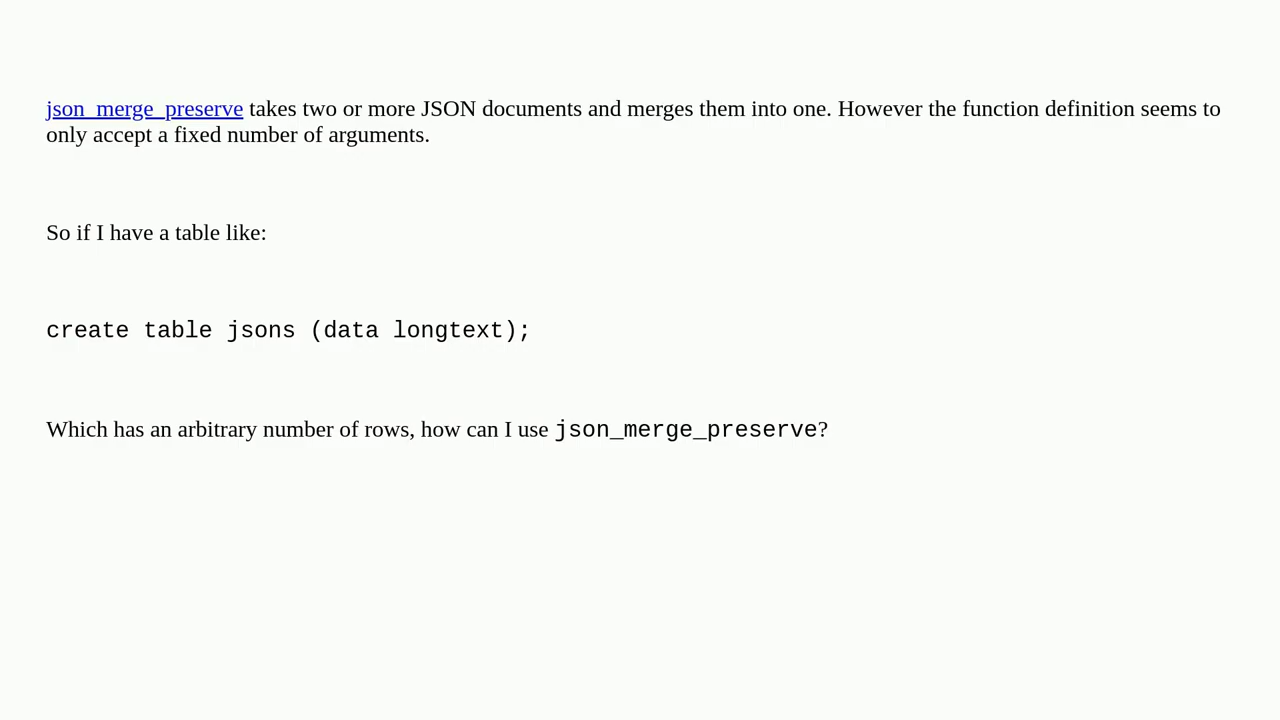 json_merge_preserve takes two or more JSON documents and merges them into one. However the function definition seems to
only accept a fixed number of arguments.
So if I have a table like:
create table jsons (data longtext);
Which has an arbitrary number of rows, how can I use json_merge_preserve?